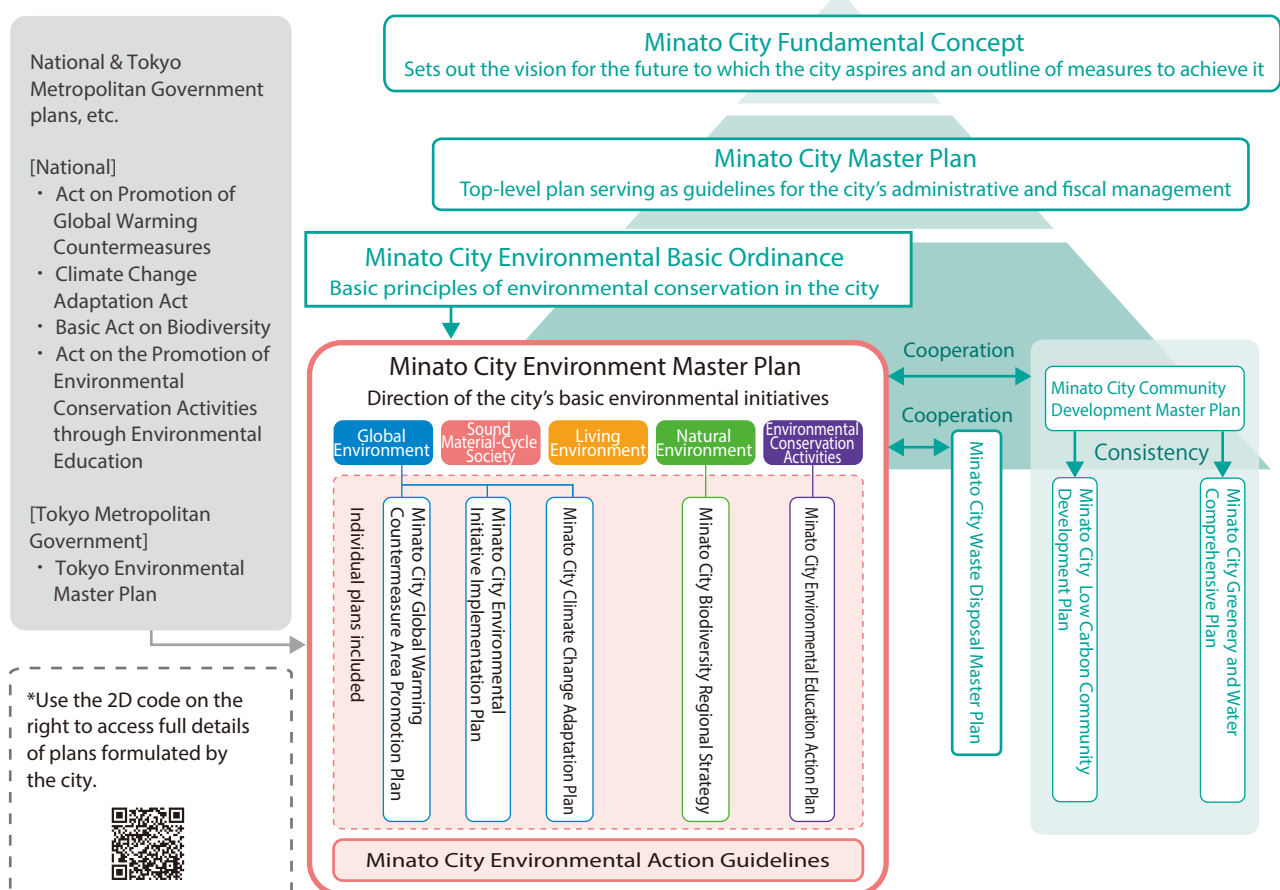 National & Tokyo
Metropolitan Government
plans, etc.
[National]
・ Act on Promotion of
Global Warming
Countermeasures
・ Climate Change
Adaptation Act
・ Basic Act on Biodiversity
・ Act on the Promotion of
Environmental
Conservation Activities
through Environmental
Education
[Tokyo Metropolitan
Government]
・ Tokyo Environmental
Master Plan
*Use the 2D code on the
right to access full details
of plans formulated by
the city.
Minato City Fundamental Concept
Sets out the vision for the future to which the city aspires and an outline of measures to achieve it
Minato City Master Plan
Top-level plan serving as guidelines for the city's administrative and fiscal management
Minato City Environmental Basic Ordinance
Basic principles of environmental conservation in the city
Minato City Environment Master Plan
Direction of the city's basic environmental initiatives
Global
Environment
Sound
Material-Cycle
Society
Living
Environment
Natural
Environment
Environmental
Conservation
Activities
Individual plans included
Minato City Global Warming
Countermeasure Area Promotion Plan
Minato City Environmental
Initiative Implementation Plan
Minato City Climate Change Adaptation Plan
Minato City Biodiversity Regional Strategy
Minato City Environmental Education Action Plan
Minato City Environmental Action Guidelines
Cooperation
Cooperation
Minato City Waste Disposal Master Plan
Minato City Community
Development Master Plan
Consistency
Minato City Low Carbon Community
Development Plan
Minato City Greenery and Water
Comprehensive Plan